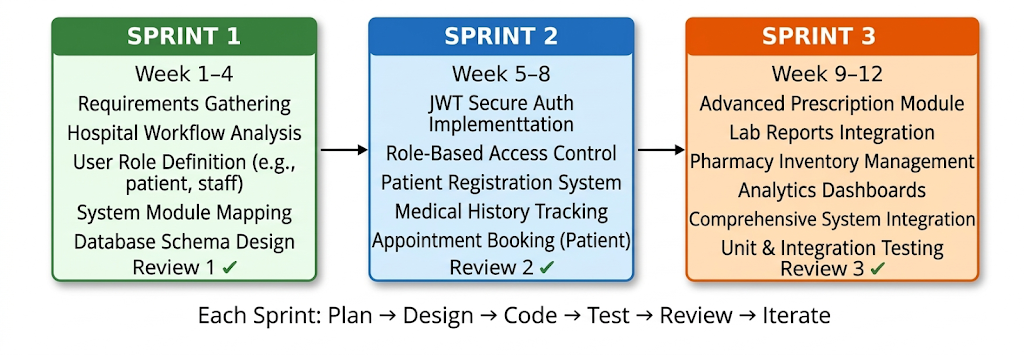 SPRINT 1
Week 1–4
Requirements Gathering
Hospital Workflow Analysis
User Role Definition (e.g.,
patient, staff)
System Module Mapping
Database Schema Design
Review 1 ✓
SPRINT 2
Week 5–8
JWT Secure Auth
Implementtation
Role-Based Access Control
Patient Registration System
Medical History Tracking
Appointment Booking (Patient)
Review 2 ✓
SPRINT 3
Week 9–12
Advanced Prescription Module
Lab Reports Integration
Pharmacy Inventory Management
Analytics Dashboards
Comprehensive System Integration
Unit & Integration Testing
Review 3 ✓
Each Sprint: Plan → Design → Code → Test → Review → Iterate